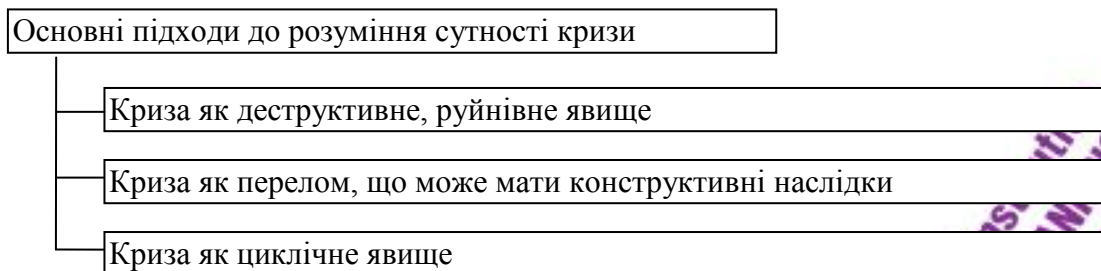 Основні підходи до розуміння сутності кризи
Криза як деструктивне, руйнівне явище
Криза як перелом, що може мати конструктивні наслідки
Криза як циклічне явище